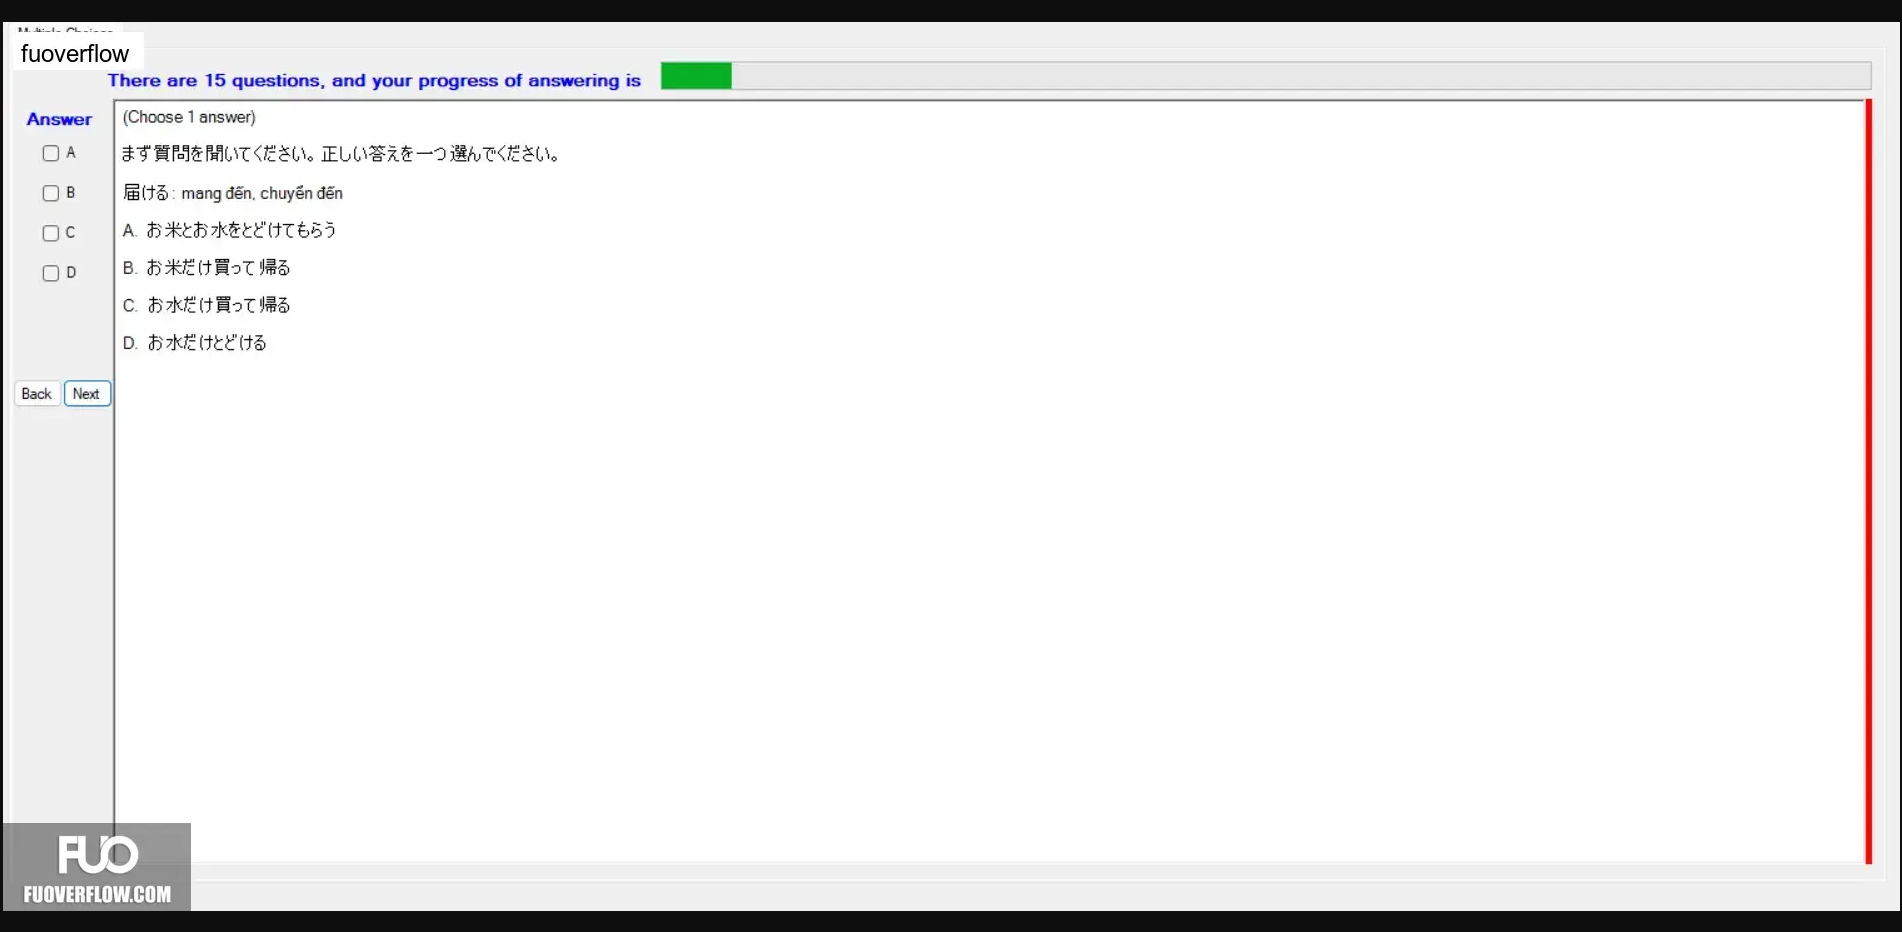 fuoverflow
There are 15 questions, and your progress of answering is
Answer
(Choose 1 answer)
A
まず質問を聞いてください。正しい答えを一つ選んでください。
B
届ける: mang đến, chuyển đến
C
A. お米とお水をとどけてもらう
D
B. お米だけ買って帰る
C. お水だけ買って帰る
D. お水だけとどける
Back Next
FUO
FUOVERFLOW.COM